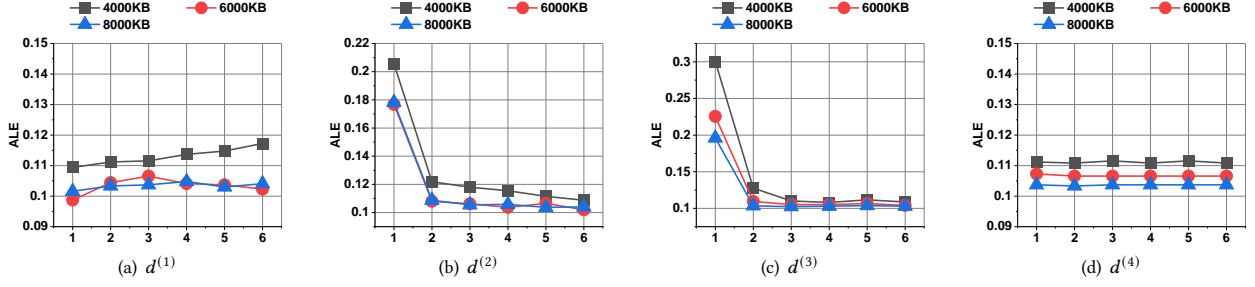 4000KB 6000KB
8000KB
ALE
0.15
0.14
0.13
0.12
0.11
0.1
0.09
1 2 3 4 5 6
(a) d^(1)
4000KB 6000KB
8000KB
ALE
0.22
0.2
0.18
0.16
0.14
0.12
0.1
1 2 3 4 5 6
(b) d^(2)
4000KB 6000KB
8000KB
ALE
0.3
0.25
0.2
0.15
0.1
1 2 3 4 5 6
(c) d^(3)
4000KB 6000KB
8000KB
ALE
0.15
0.14
0.13
0.12
0.11
0.1
0.09
1 2 3 4 5 6
(d) d^(4)